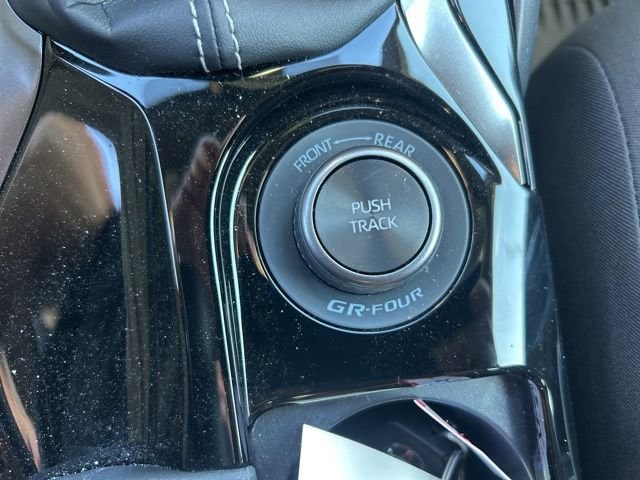 FRONT ↔ REAR
PUSH
TRACK
GR-FOUR